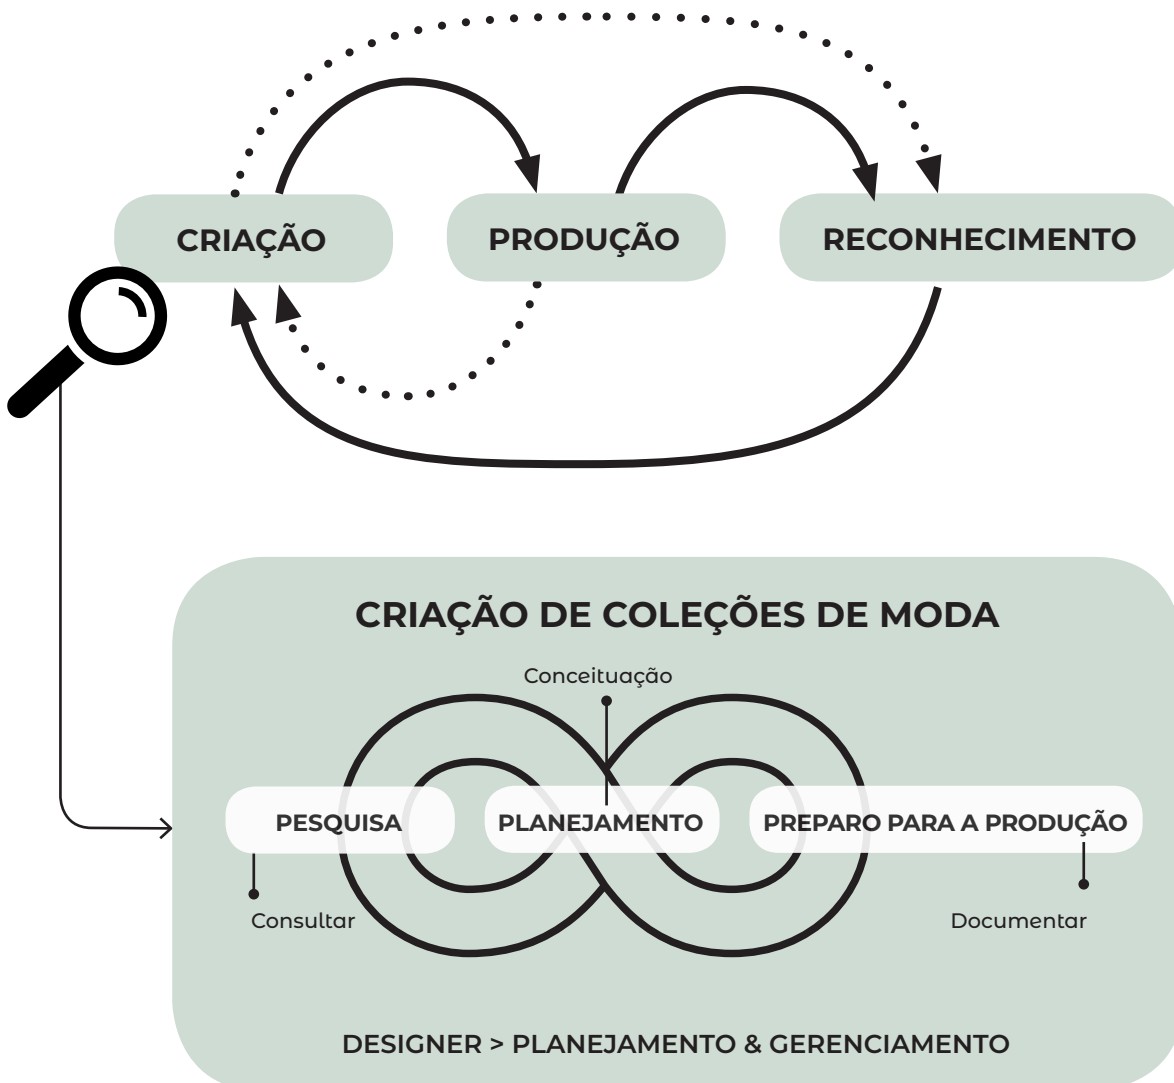 CRIAÇÃO
PRODUÇÃO
RECONHECIMENTO
CRIAÇÃO DE COLEÇÕES DE MODA
Conceituação
PESQUISA
PLANEJAMENTO
PREPARO PARA A PRODUÇÃO
Consultar
Documentar
DESIGNER > PLANEJAMENTO & GERENCIAMENTO